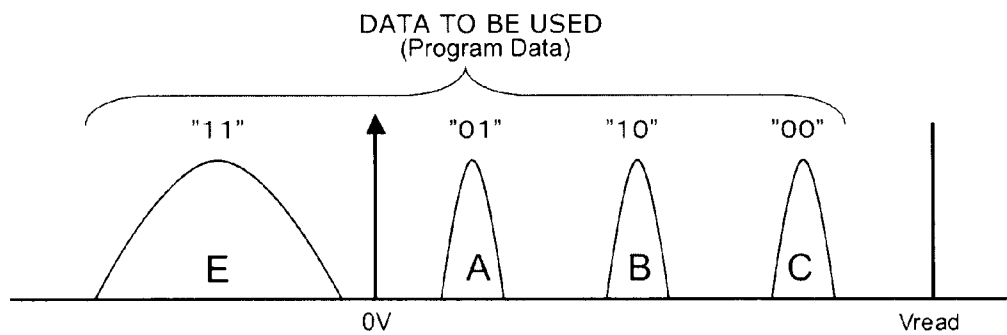 DATA TO BE USED
(Program Data)
"11" "01" "10" "00"
E A B C
0V Vread